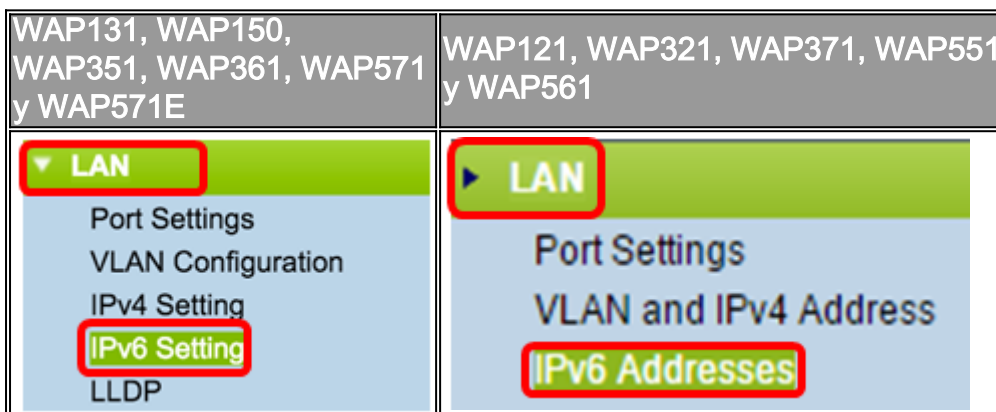 WAP131, WAP150,
WAP351, WAP361, WAP571
y WAP571E
WAP121, WAP321, WAP371, WAP551
y WAP561
LAN
Port Settings
VLAN Configuration
IPv4 Setting
IPv6 Setting
LLDP
LAN
Port Settings
VLAN and IPv4 Address
IPv6 Addresses